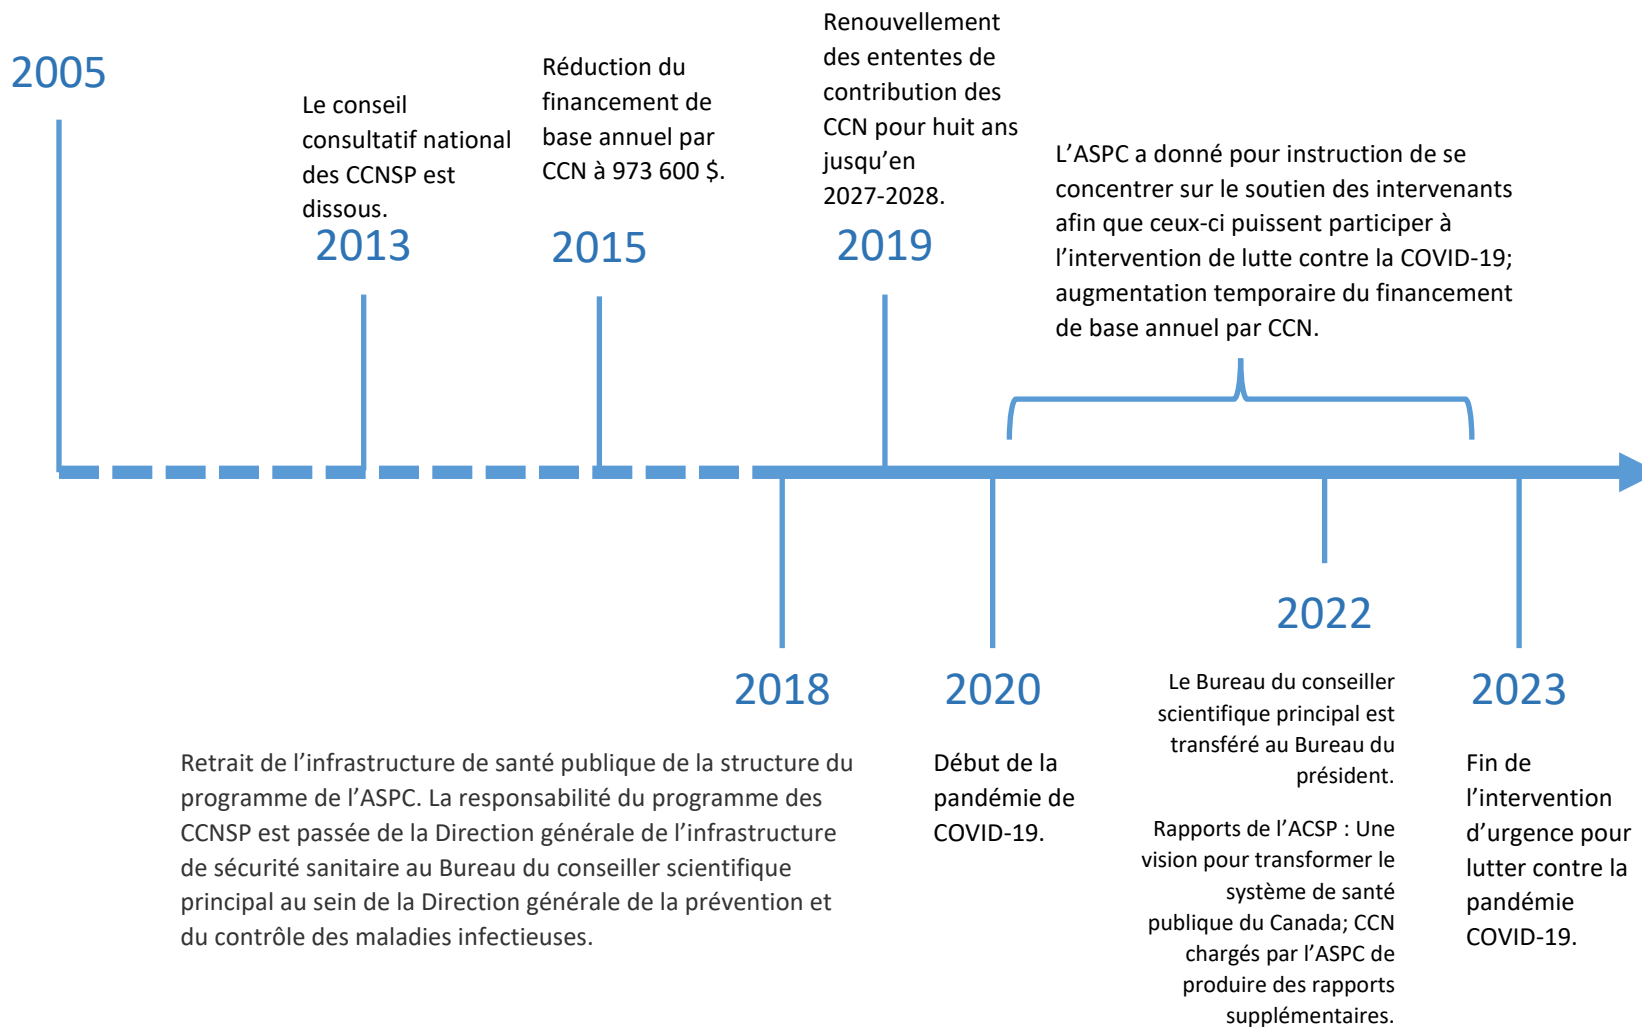 2005
Le conseil
consultatif national
des CCNSP est
dissous.
2013
Réduction du
financement de
base annuel par
CCN à 973 600 $.
2015
Renouvellement
des ententes de
contribution des
CCN pour huit ans
jusqu’en
2027-2028.
2019
L’ASPC a donné pour instruction de se
concentrer sur le soutien des intervenants
afin que ceux-ci puissent participer à
l’intervention de lutte contre la COVID-19;
augmentation temporaire du financement
de base annuel par CCN.
2018
Retrait de l’infrastructure de santé publique de la structure du
programme de l’ASPC. La responsabilité du programme des
CCNSP est passée de la Direction générale de l’infrastructure
de sécurité sanitaire au Bureau du conseiller scientifique
principal au sein de la Direction générale de la prévention et
du contrôle des maladies infectieuses.
2020
Début de la
pandémie de
COVID-19.
2022
Le Bureau du conseiller
scientifique principal est
transféré au Bureau du
président.
Rapports de l’ACSP : Une
vision pour transformer le
système de santé
publique du Canada; CCN
chargés par l’ASPC de
produire des rapports
supplémentaires.
2023
Fin de
l’intervention
d’urgence pour
lutter contre la
pandémie
COVID-19.